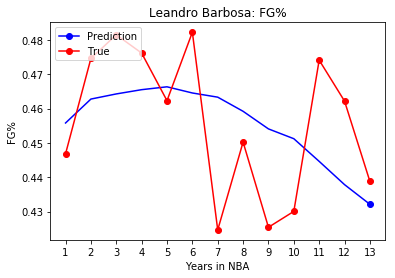 Leandro Barbosa: FG%
Prediction
True
0.48
0.47
0.46
0.45
0.44
0.43
FG%
1 2 3 4 5 6 7 8 9 10 11 12 13
Years in NBA